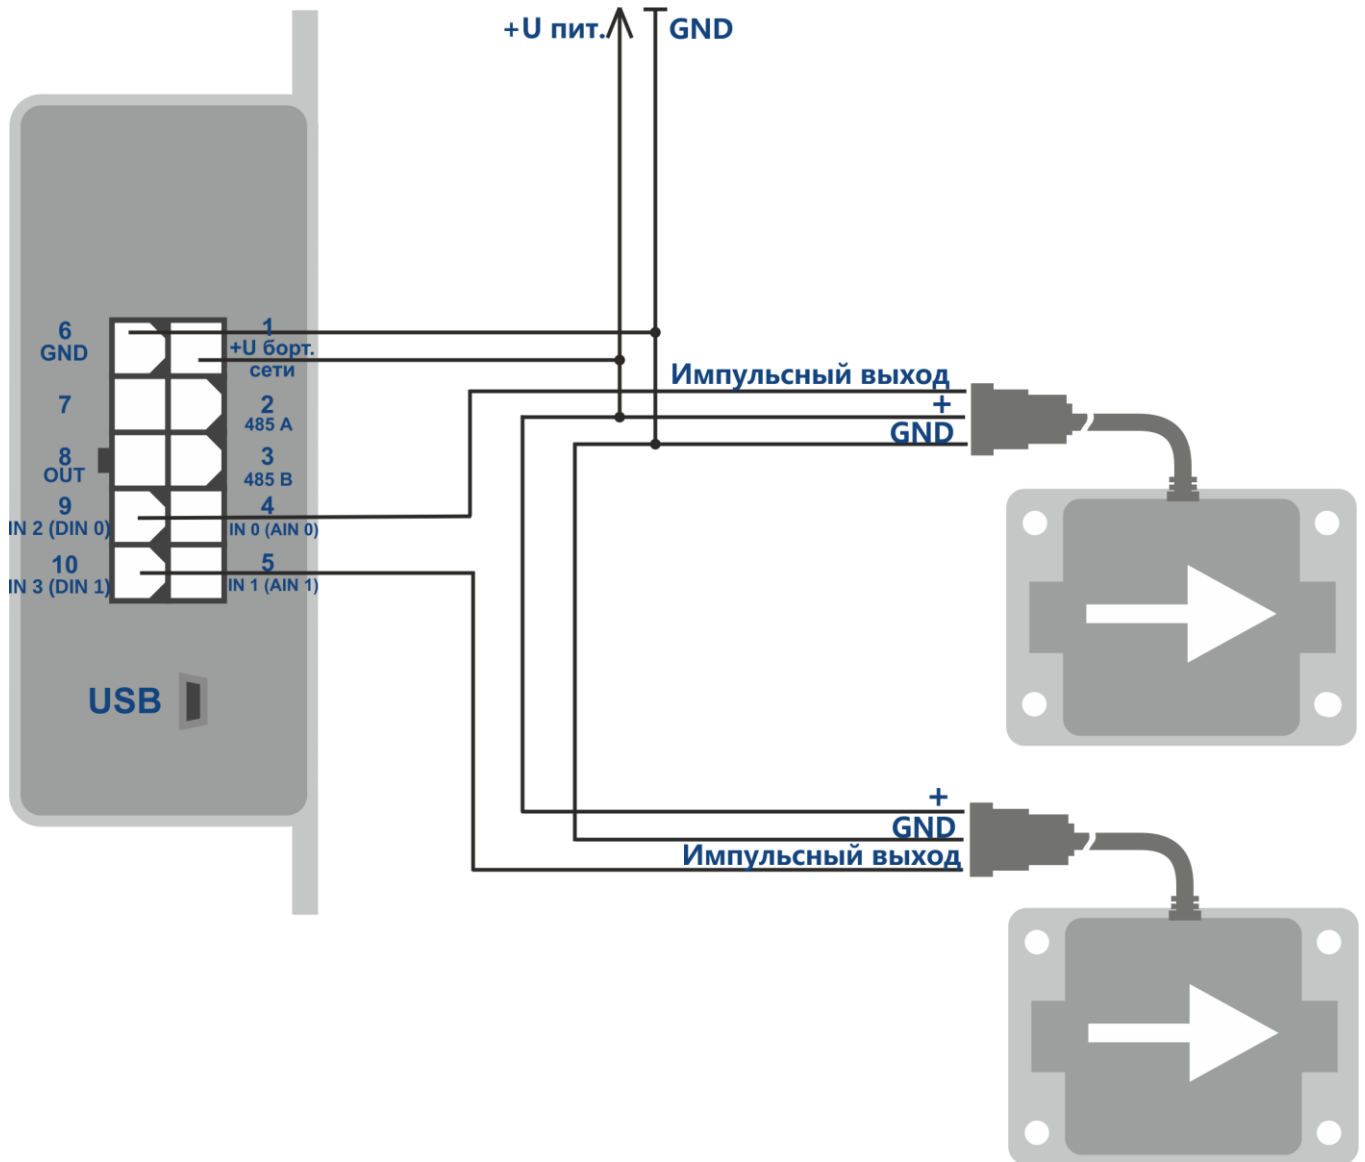 +U пит.
GND
6
GND
1
+U борт.
сети
7
2
485 A
8
OUT
3
485 B
9
IN 2 (DIN 0)
4
IN 0 (AIN 0)
10
IN 3 (DIN 1)
5
IN 1 (AIN 1)
USB
Импульсный выход
+
GND
+
GND
Импульсный выход